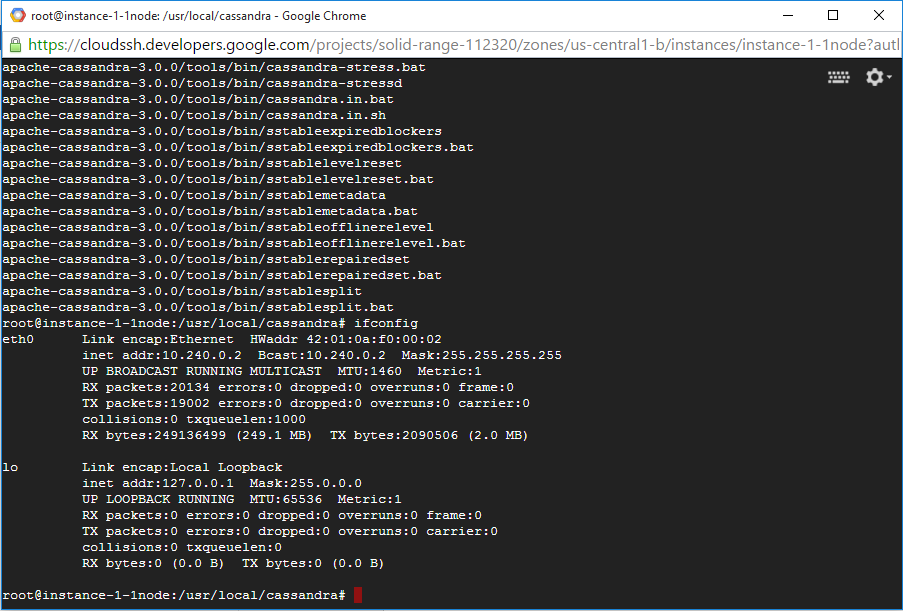 root@instance-1-1node: /usr/local/cassandra - Google Chrome
https://cloudssh.developers.google.com/projects/solid-range-112320/zones/us-central1-b/instances/instance-1-1node?autl
apache-cassandra-3.0.0/tools/bin/cassandra-stress.bat
apache-cassandra-3.0.0/tools/bin/cassandra-stressd
apache-cassandra-3.0.0/tools/bin/cassandra.in.bat
apache-cassandra-3.0.0/tools/bin/cassandra.in.sh
apache-cassandra-3.0.0/tools/bin/sstableexpiredblockers
apache-cassandra-3.0.0/tools/bin/sstableexpiredblockers.bat
apache-cassandra-3.0.0/tools/bin/sstablelevelreset
apache-cassandra-3.0.0/tools/bin/sstablelevelreset.bat
apache-cassandra-3.0.0/tools/bin/sstablemetadata
apache-cassandra-3.0.0/tools/bin/sstablemetadata.bat
apache-cassandra-3.0.0/tools/bin/sstableofflinerelevel
apache-cassandra-3.0.0/tools/bin/sstableofflinerelevel.bat
apache-cassandra-3.0.0/tools/bin/sstablerepairedset
apache-cassandra-3.0.0/tools/bin/sstablerepairedset.bat
apache-cassandra-3.0.0/tools/bin/sstablesplit
apache-cassandra-3.0.0/tools/bin/sstablesplit.bat
root@instance-1-1node:/usr/local/cassandra# ifconfig
eth0      Link encap:Ethernet  HWaddr 42:01:0a:f0:00:02
          inet addr:10.240.0.2  Bcast:10.240.0.2  Mask:255.255.255.255
          UP BROADCAST RUNNING MULTICAST  MTU:1460  Metric:1
          RX packets:20134 errors:0 dropped:0 overruns:0 frame:0
          TX packets:19002 errors:0 dropped:0 overruns:0 carrier:0
          collisions:0 txqueuelen:1000
          RX bytes:249136499 (249.1 MB)  TX bytes:2090506 (2.0 MB)
lo        Link encap:Local Loopback
          inet addr:127.0.0.1  Mask:255.0.0.0
          UP LOOPBACK RUNNING  MTU:65536  Metric:1
          RX packets:0 errors:0 dropped:0 overruns:0 frame:0
          TX packets:0 errors:0 dropped:0 overruns:0 carrier:0
          collisions:0 txqueuelen:0
          RX bytes:0 (0.0 B)  TX bytes:0 (0.0 B)
root@instance-1-1node:/usr/local/cassandra#